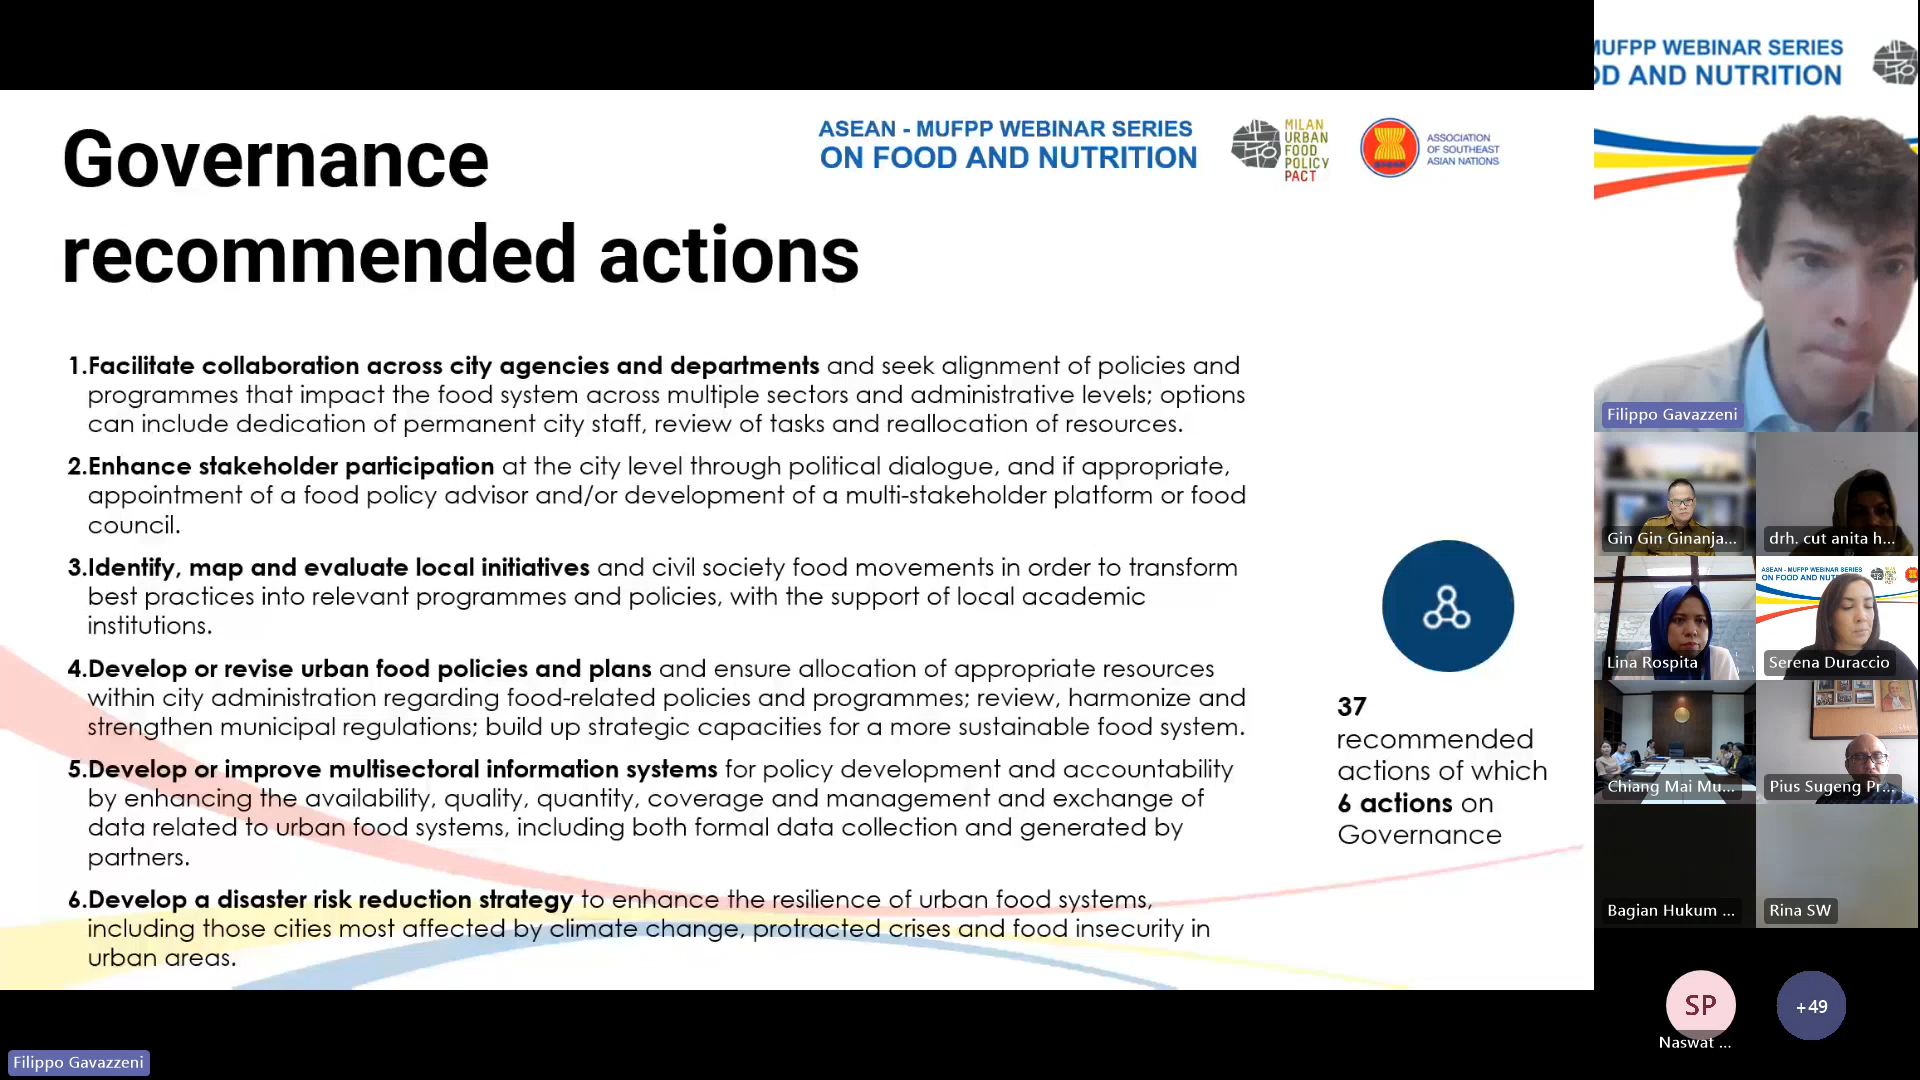 Governance
recommended actions
ASEAN - MUFPP WEBINAR SERIES
ON FOOD AND NUTRITION
MILAN
URBAN
FOOD
POLICY
PACT
ASSOCIATION
OF SOUTHEAST
ASIAN NATIONS
1.Facilitate collaboration across city agencies and departments and seek alignment of policies and
programmes that impact the food system across multiple sectors and administrative levels; options
can include dedication of permanent city staff, review of tasks and reallocation of resources.
2.Enhance stakeholder participation at the city level through political dialogue, and if appropriate,
appointment of a food policy advisor and/or development of a multi-stakeholder platform or food
council.
3.Identify, map and evaluate local initiatives and civil society food movements in order to transform
best practices into relevant programmes and policies, with the support of local academic
institutions.
4.Develop or revise urban food policies and plans and ensure allocation of appropriate resources
within city administration regarding food-related policies and programmes; review, harmonize and
strengthen municipal regulations; build up strategic capacities for a more sustainable food system.
5.Develop or improve multisectoral information systems for policy development and accountability
by enhancing the availability, quality, quantity, coverage and management and exchange of
data related to urban food systems, including both formal data collection and generated by
partners.
6.Develop a disaster risk reduction strategy to enhance the resilience of urban food systems,
including those cities most affected by climate change, protracted crises and food insecurity in
urban areas.
37
recommended
actions of which
6 actions on
Governance
MUFPP WEBINAR SERIES
OD AND NUTRITION
Filippo Gavazzeni
Gin Gin Ginanja...
drh. cut anita h...
ASEAN - MUFPP WEBINAR SERIES
ON FOOD AND NUT
Lina Rospita
Serena Duraccio
Chiang Mai Mu...
Pius Sugeng Pr...
Bagian Hukum ...
Rina SW
SP
+49
Naswat ...
Filippo Gavazzeni